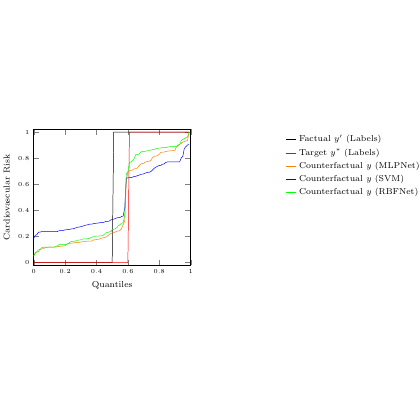 1
0.8
0.6
0.4
0.2
0
0 0.2 0.4 0.6 0.8 1
Cardiovascular Risk
Quantiles
Factual y′ (Labels)
Target y* (Labels)
Counterfactual y (MLPNet)
Counterfactual y (SVM)
Counterfactual y (RBFNet)